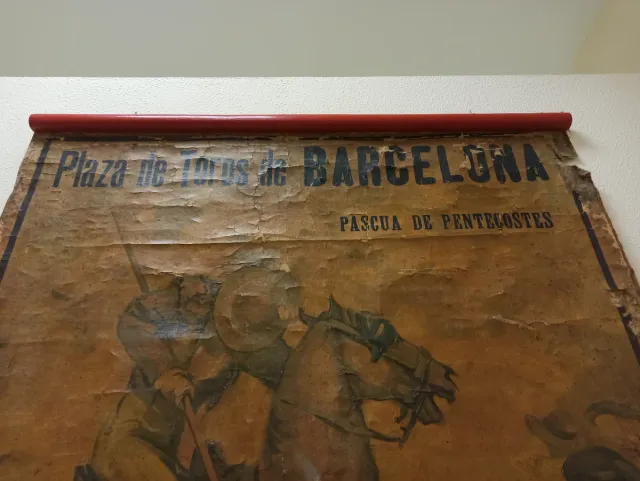 Plaza de Toros de BARCELONA
PASCUA DE PENTECOSTES